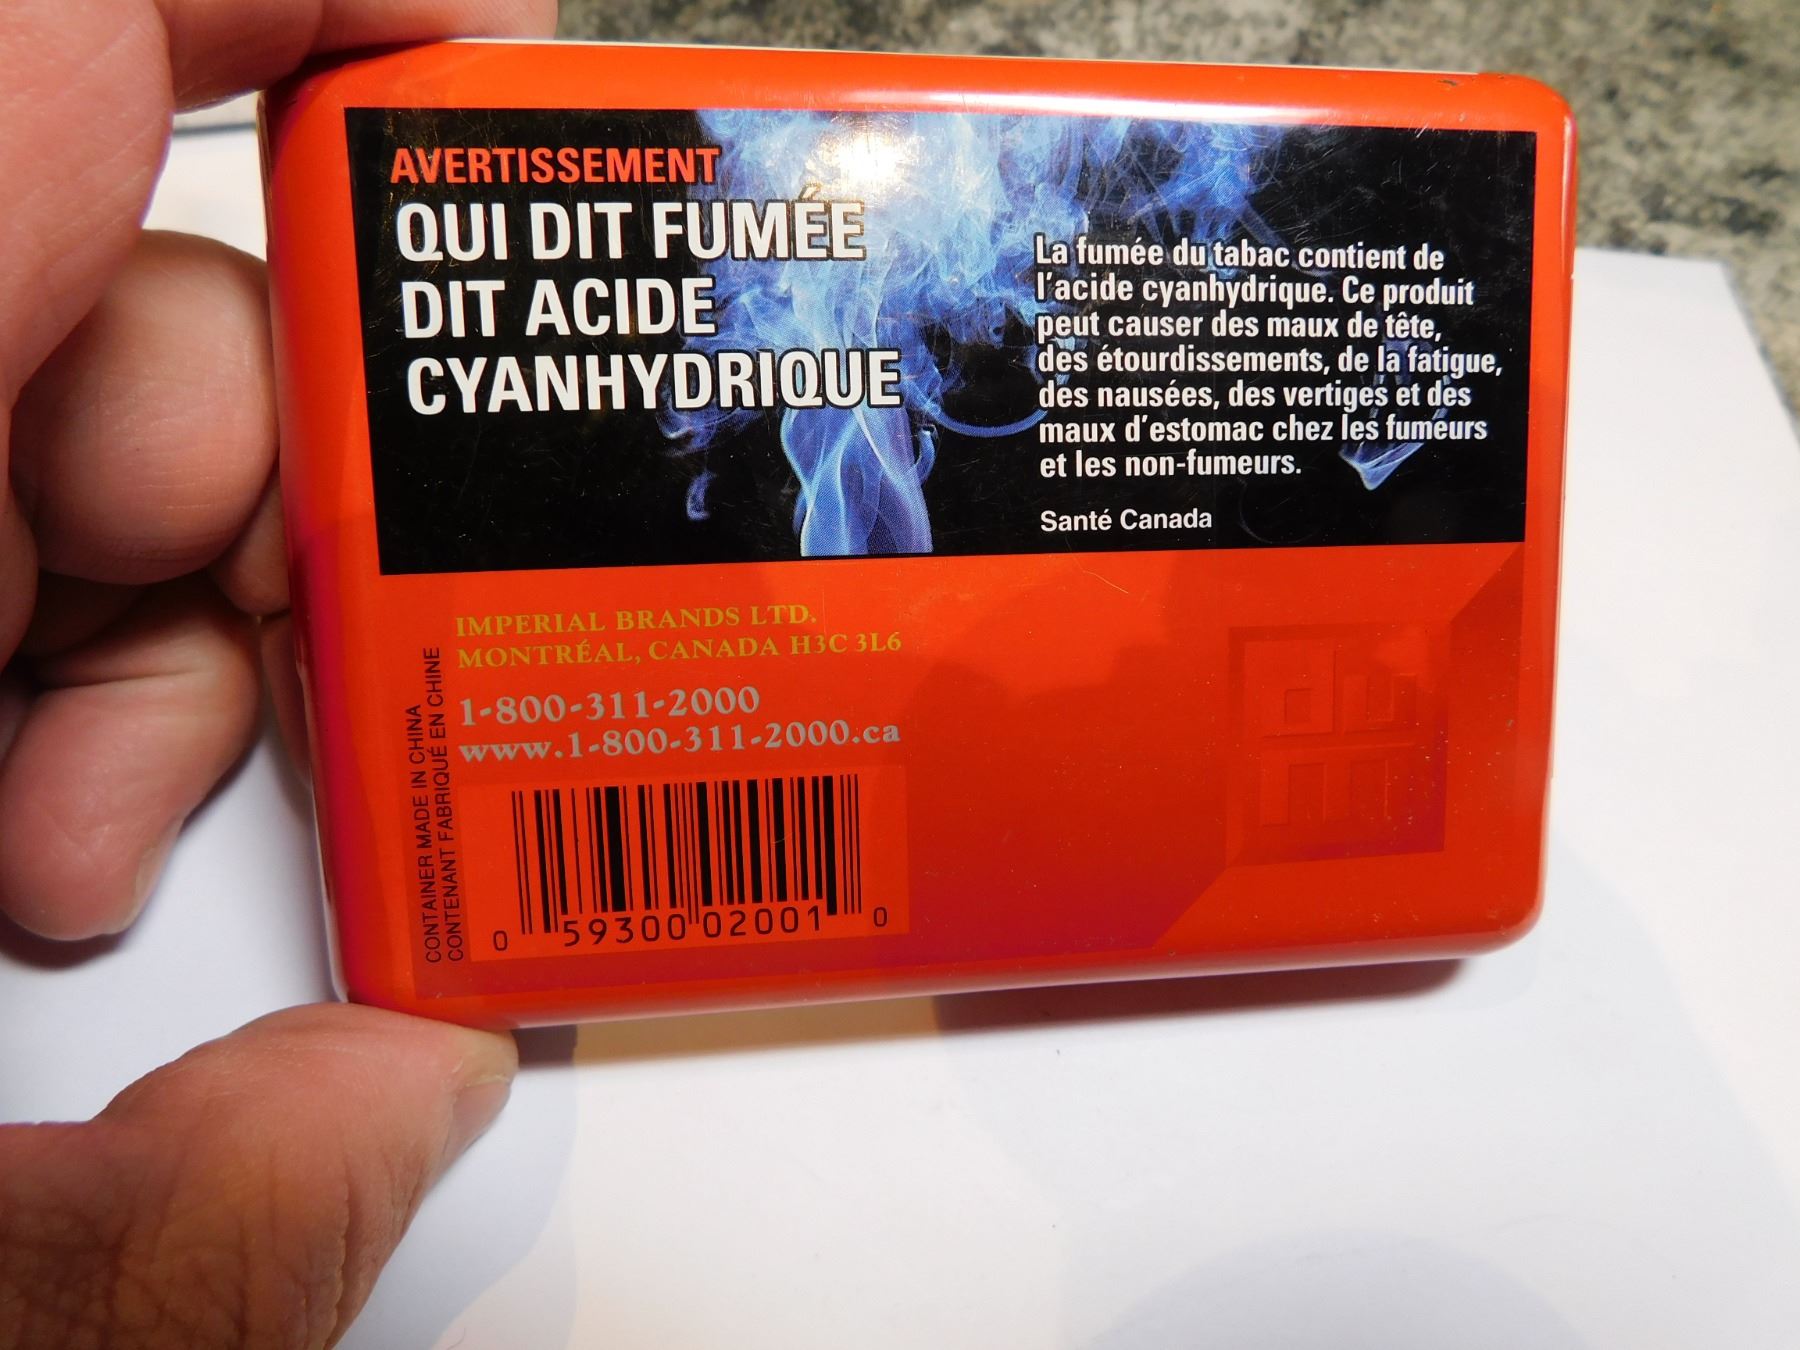 AVERTISSEMENT
QUI DIT FUMÉE
DIT ACIDE
CYANHYDRIQUE
La fumée du tabac contient de
l'acide cyanhydrique. Ce produit
peut causer des maux de tête,
des étourdissements, de la fatigue,
des nausées, des vertiges et des
maux d'estomac chez les fumeurs
et les non-fumeurs.
Santé Canada
IMPERIAL BRANDS LTD.
MONTRÉAL, CANADA H3C 3L6
1-800-311-2000
www.1-800-311-2000.ca
CONTAINER MADE IN CHINA
CONTENANT FABRIQUÉ EN CHINE
0 59300 02001 0